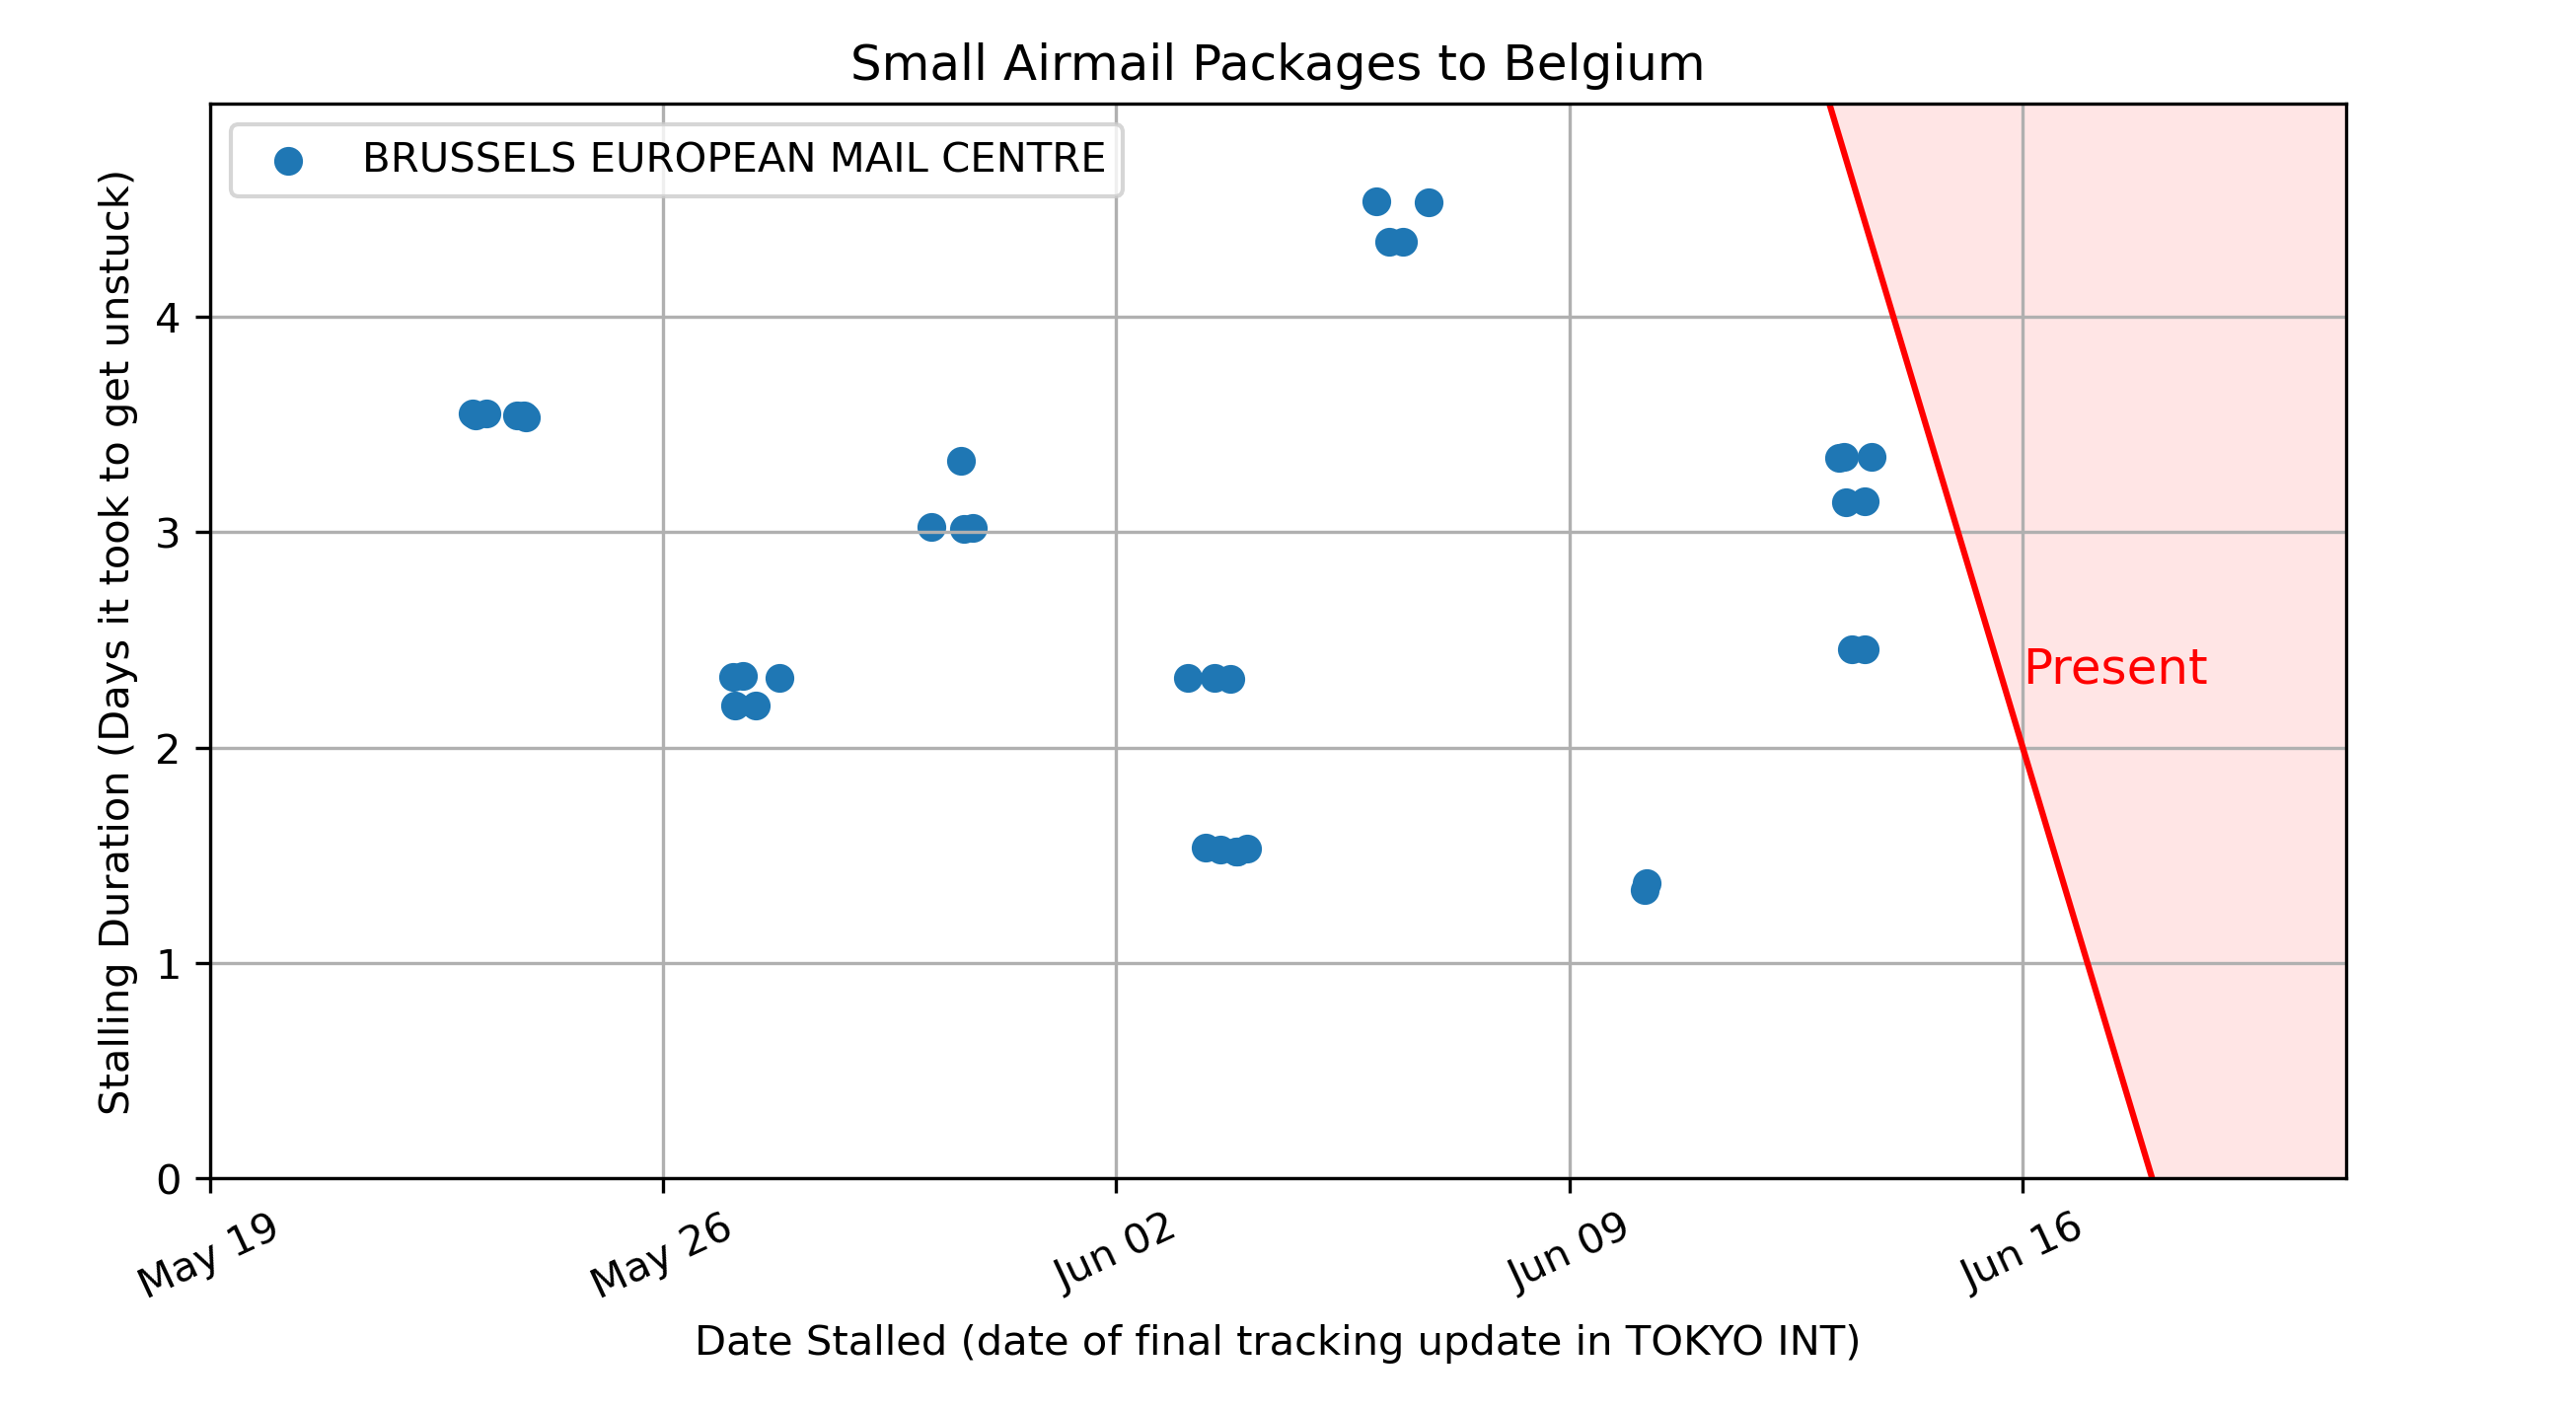 Small Airmail Packages to Belgium
BRUSSELS EUROPEAN MAIL CENTRE
Stalling Duration (Days it took to get unstuck)
4
3
2
1
0
Present
May 19
May 26
Jun 02
Jun 09
Jun 16
Date Stalled (date of final tracking update in TOKYO INT)